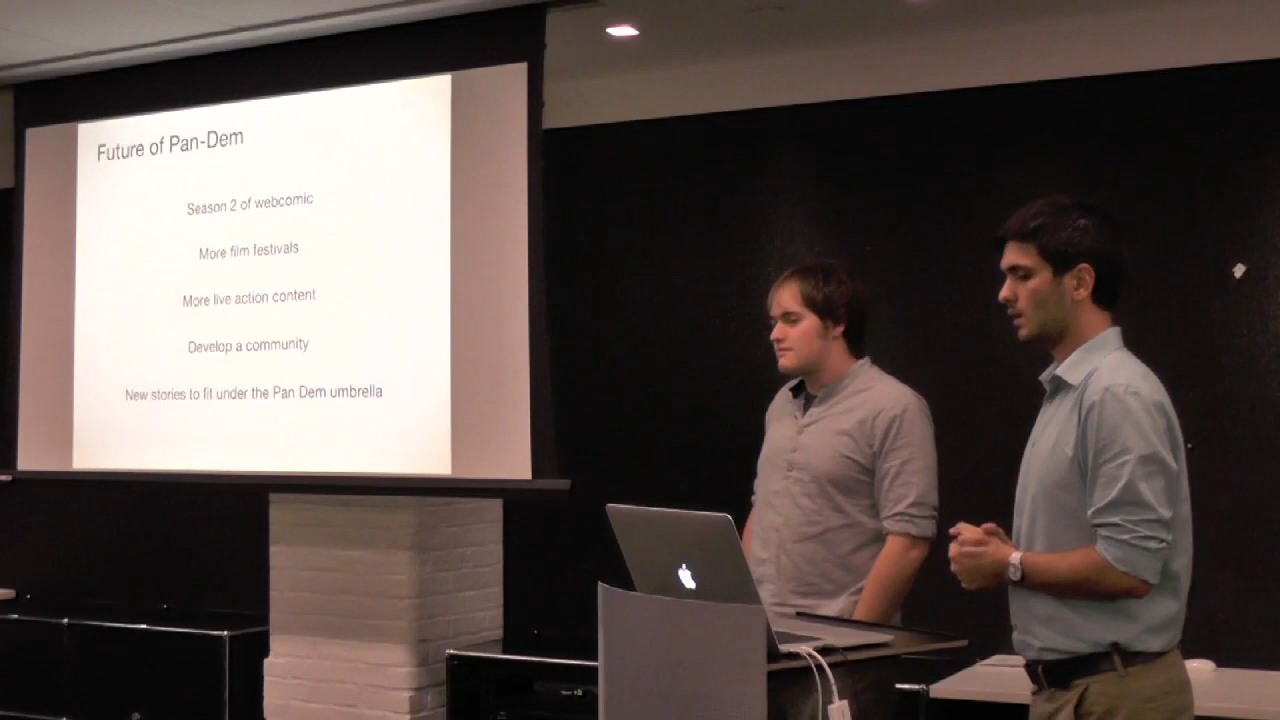 Future of Pan-Dem
Season 2 of webcomic
More film festivals
More live action content
Develop a community
New stories to fit under the Pan Dem umbrella